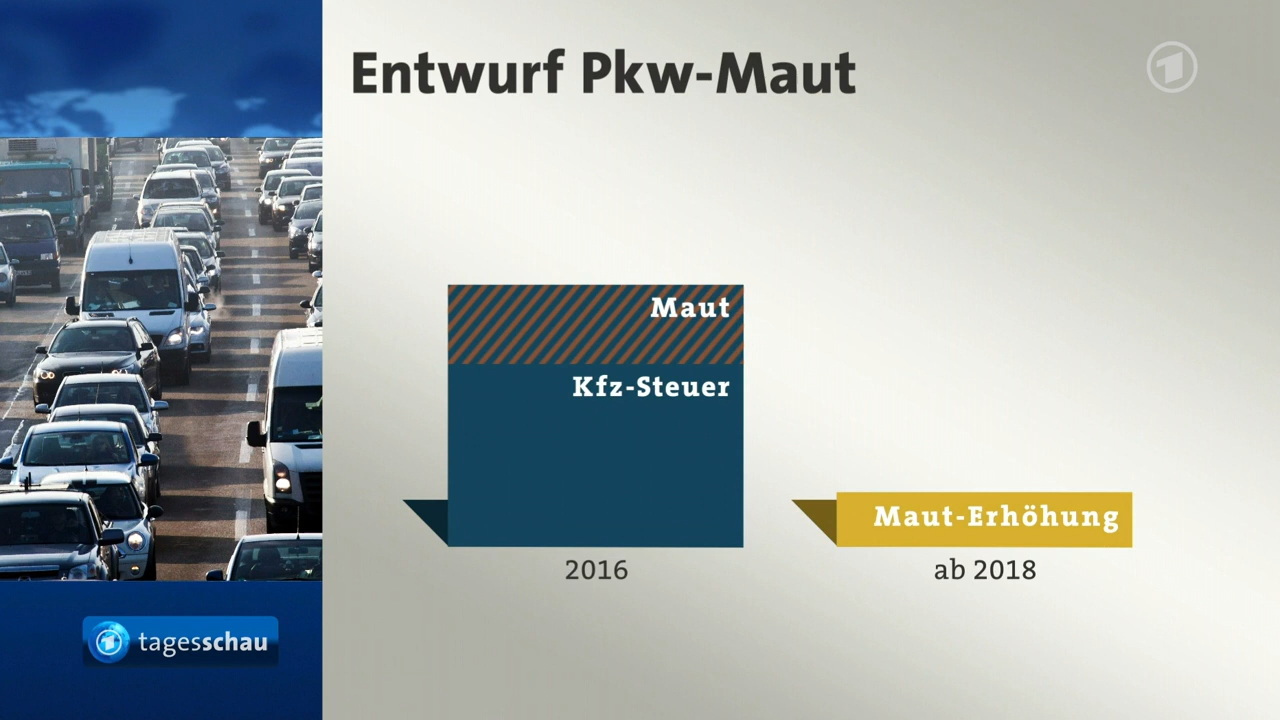 Entwurf Pkw-Maut
Maut
Kfz-Steuer
Maut-Erhöhung
2016
ab 2018
tagesschau